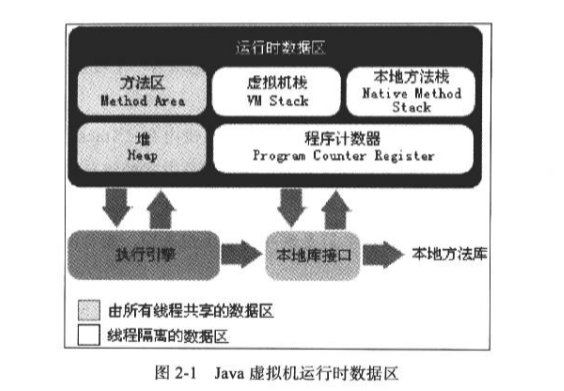 运行时数据区
方法区
Method Area
虚拟机栈
VM Stack
本地方法栈
Native Method
Stack
堆
Heap
程序计数器
Program Counter Register
执行引擎
本地库接口
本地方法库
由所有线程共享的数据区
线程隔离的数据区
图 2-1 Java 虚拟机运行时数据区